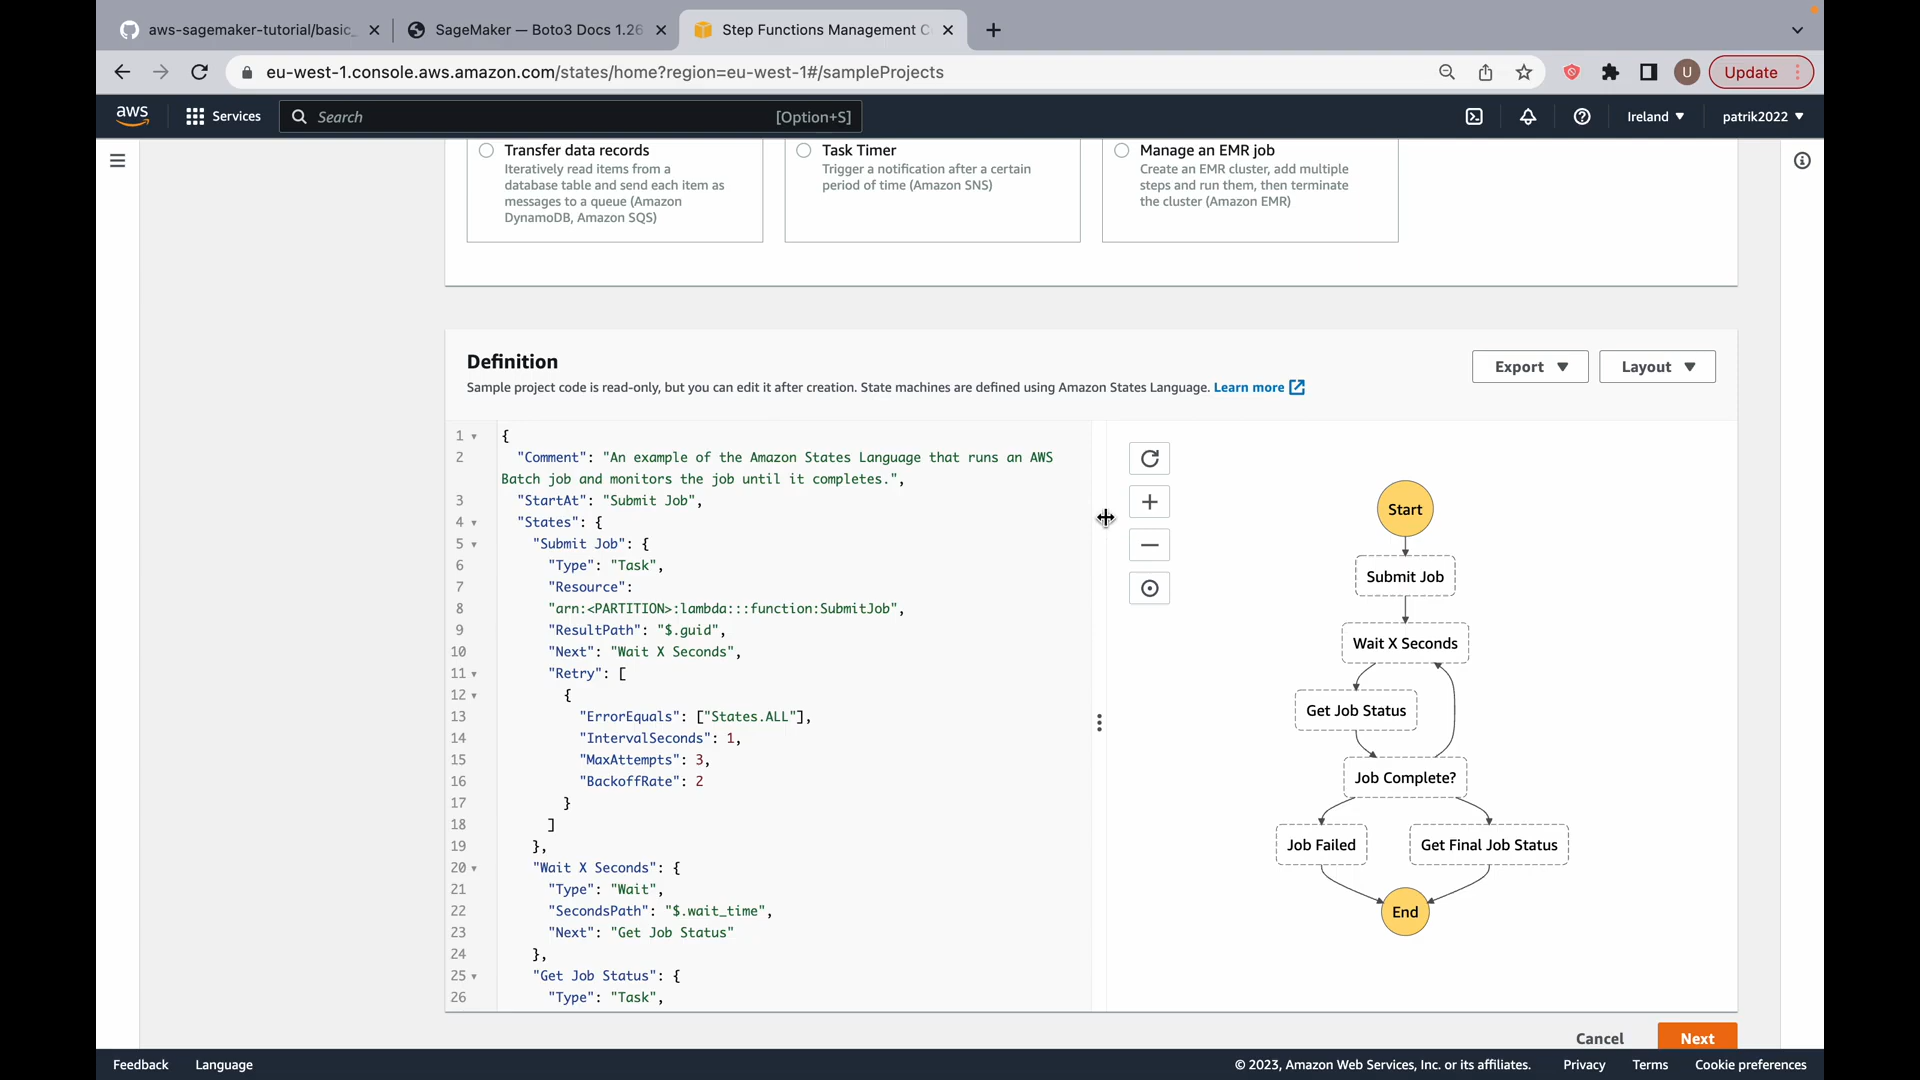 aws-sagemaker-tutorial/basic_
SageMaker — Boto3 Docs 1.26
Step Functions Management C
eu-west-1.console.aws.amazon.com/states/home?region=eu-west-1#/sampleProjects
U
Update
aws
Services
Search
[Option+S]
Ireland
patrik2022
Transfer data records
Iteratively read items from a
database table and send each item as
messages to a queue (Amazon
DynamoDB, Amazon SQS)
Task Timer
Trigger a notification after a certain
period of time (Amazon SNS)
Manage an EMR job
Create an EMR cluster, add multiple
steps and run them, then terminate
the cluster (Amazon EMR)
Definition
Sample project code is read-only, but you can edit it after creation. State machines are defined using Amazon States Language. Learn more
Export
Layout
1 {
2 "Comment": "An example of the Amazon States Language that runs an AWS
Batch job and monitors the job until it completes.",
3 "StartAt": "Submit Job",
4 "States": {
5 "Submit Job": {
6 "Type": "Task",
7 "Resource":
8 "arn:<PARTITION>:lambda:::function:SubmitJob",
9 "ResultPath": "$.guid",
10 "Next": "Wait X Seconds",
11 "Retry": [
12 {
13 "ErrorEquals": ["States.ALL"],
14 "IntervalSeconds": 1,
15 "MaxAttempts": 3,
16 "BackoffRate": 2
17 }
18 ]
19 },
20 "Wait X Seconds": {
21 "Type": "Wait",
22 "SecondsPath": "$.wait_time",
23 "Next": "Get Job Status"
24 },
25 "Get Job Status": {
26 "Type": "Task",
Start
Submit Job
Wait X Seconds
Get Job Status
Job Complete?
Job Failed
Get Final Job Status
End
Cancel
Next
Feedback
Language
© 2023, Amazon Web Services, Inc. or its affiliates.
Privacy
Terms
Cookie preferences